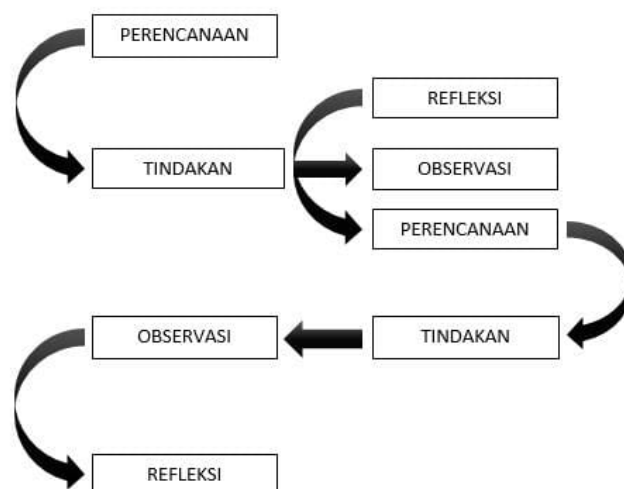 PERENCANAAN
REFLEKSI
TINDAKAN
OBSERVASI
PERENCANAAN
OBSERVASI
TINDAKAN
REFLEKSI